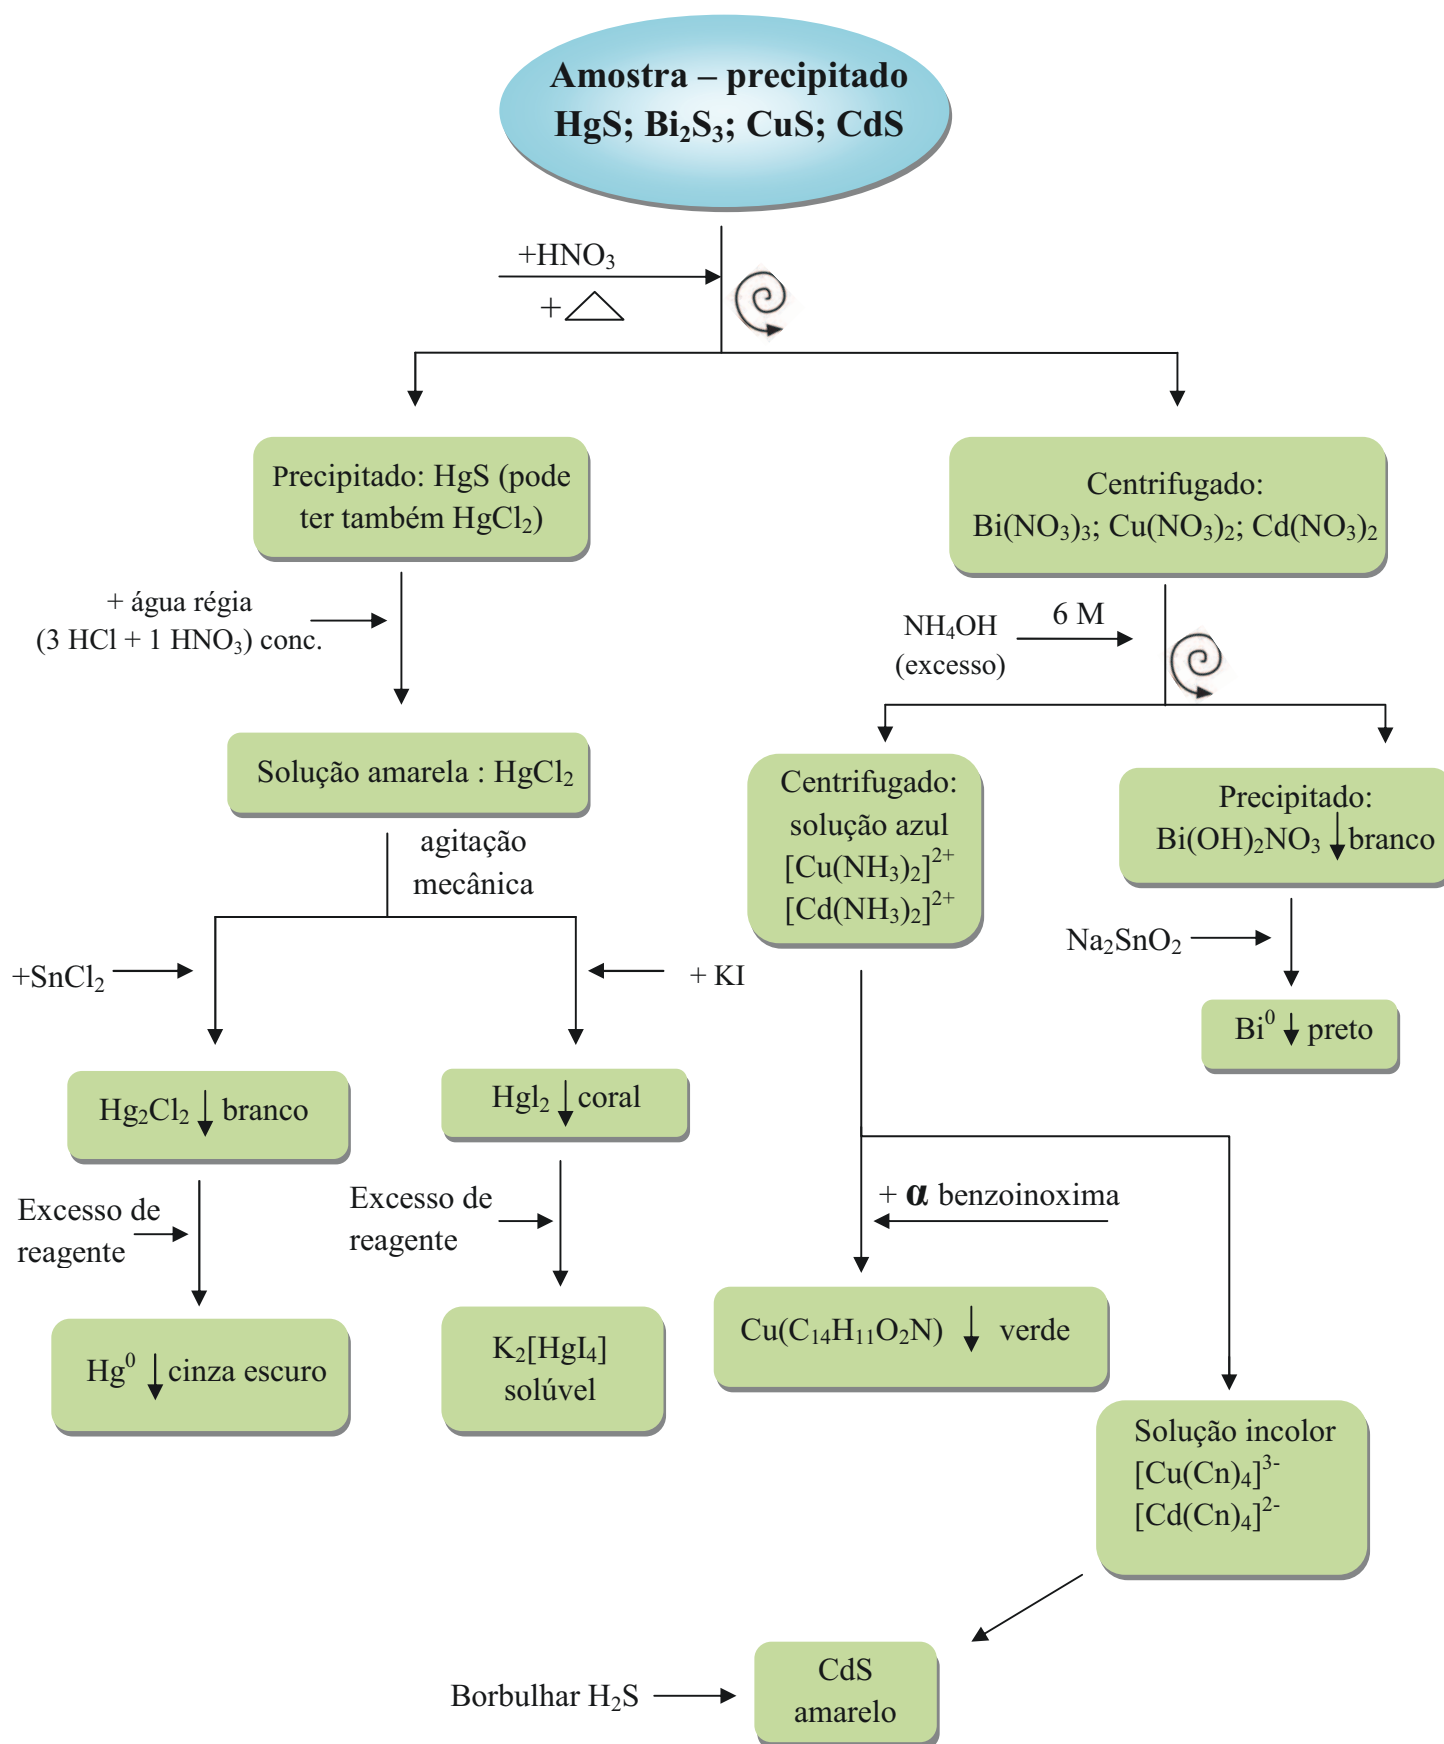 Amostra – precipitado
HgS; Bi₂S₃; CuS; CdS
+HNO₃
+
Precipitado: HgS (pode
ter também HgCl₂)
Centrifugado:
Bi(NO₃)₃; Cu(NO₃)₂; Cd(NO₃)₂
+ água régia
(3 HCl + 1 HNO₃) conc.
NH₄OH
(excesso)
6 M
Solução amarela : HgCl₂
Centrifugado:
solução azul
[Cu(NH₃)₂]²⁺
[Cd(NH₃)₂]²⁺
Precipitado:
Bi(OH)₂NO₃ ↓ branco
agitação
mecânica
Na₂SnO₂
+SnCl₂
+ KI
Bi⁰ ↓ preto
Hg₂Cl₂ ↓ branco
Hgl₂ ↓ coral
Excesso de
reagente
Excesso de
reagente
+ α benzoinoxima
Hg⁰ ↓ cinza escuro
K₂[HgI₄]
solúvel
Cu(C₁₄H₁₁O₂N) ↓ verde
Solução incolor
[Cu(Cn)₄]³⁻
[Cd(Cn)₄]²⁻
Borbulhar H₂S
CdS
amarelo